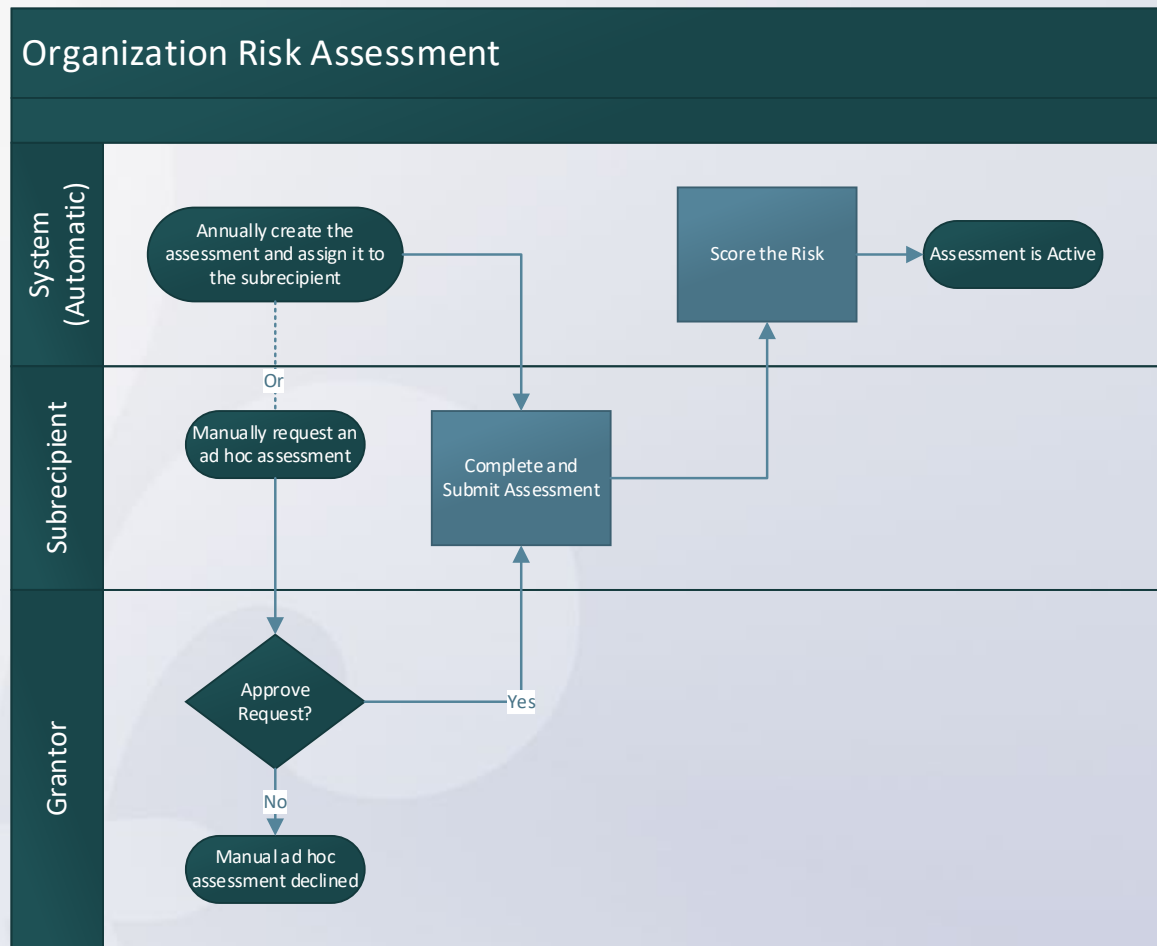 Organization Risk Assessment
System
(Automatic)
Annually create the
assessment and assign it to
the subrecipient
Score the Risk
Assessment is Active
Or
Subrecipient
Manually request an
ad hoc assessment
Complete and
Submit Assessment
Grantor
Approve
Request?
Yes
No
Manual ad hoc
assessment declined